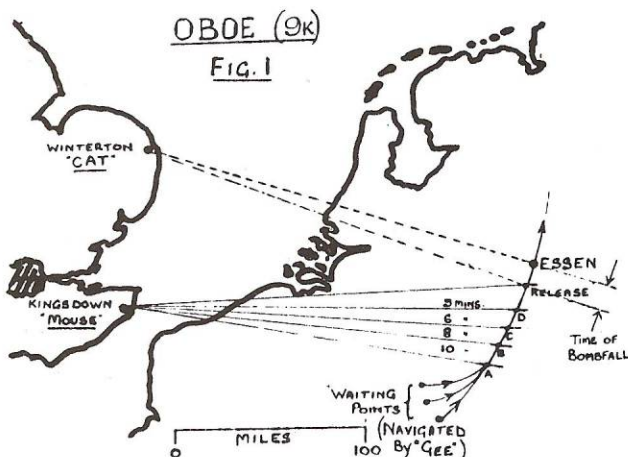 OBOE (9K)
FIG. 1
WINTERTON
"CAT"
ESSEN
RELEASE
KINGSDOWN
"MOUSE"
5 MINS.
6 "
8 "
10 "
D
C
B
A
TIME OF
BOMBFALL
WAITING
POINTS
(NAVIGATED
BY "GEE")
MILES
0
100